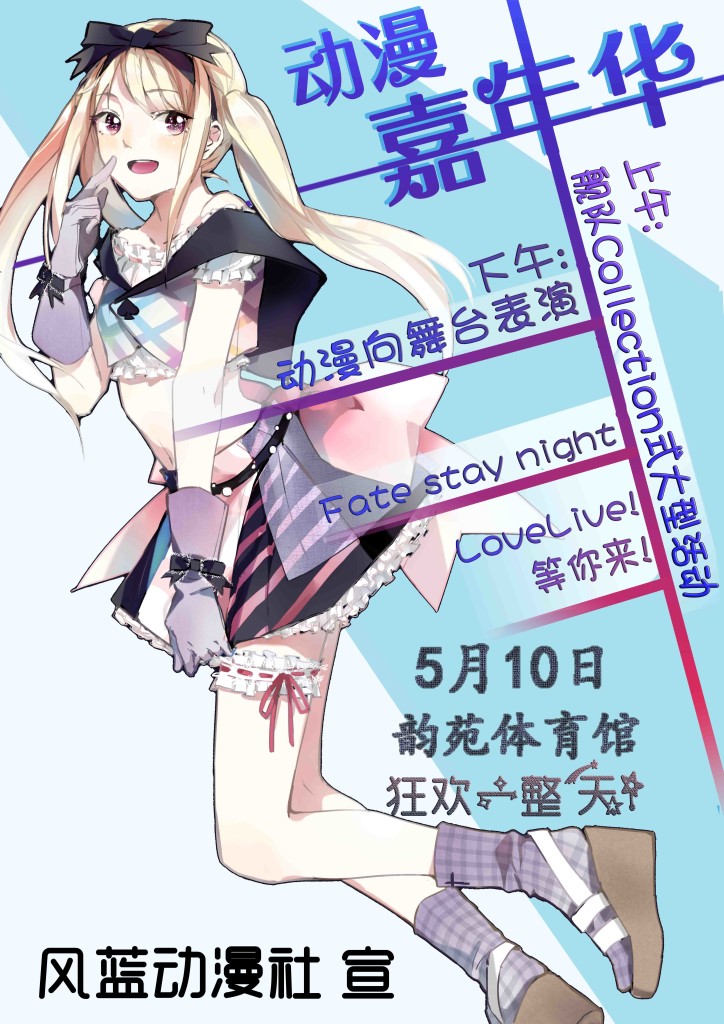 动漫
嘉年华
上午:
舰队Collection式大型活动
下午:
动漫向舞台表演
Fate stay night
LoveLive!
等你来!
5月10日
韵苑体育馆
狂欢一整天!
风蓝动漫社 宣